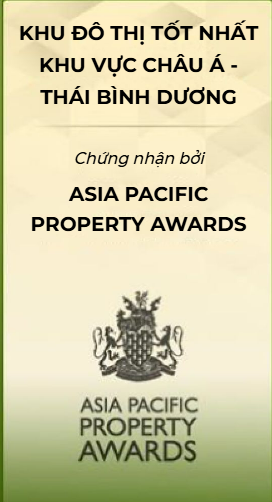 KHU ĐÔ THỊ TỐT NHẤT
KHU VỰC CHÂU Á -
THÁI BÌNH DƯƠNG
Chứng nhận bởi
ASIA PACIFIC
PROPERTY AWARDS
ASIA PACIFIC
PROPERTY
AWARDS